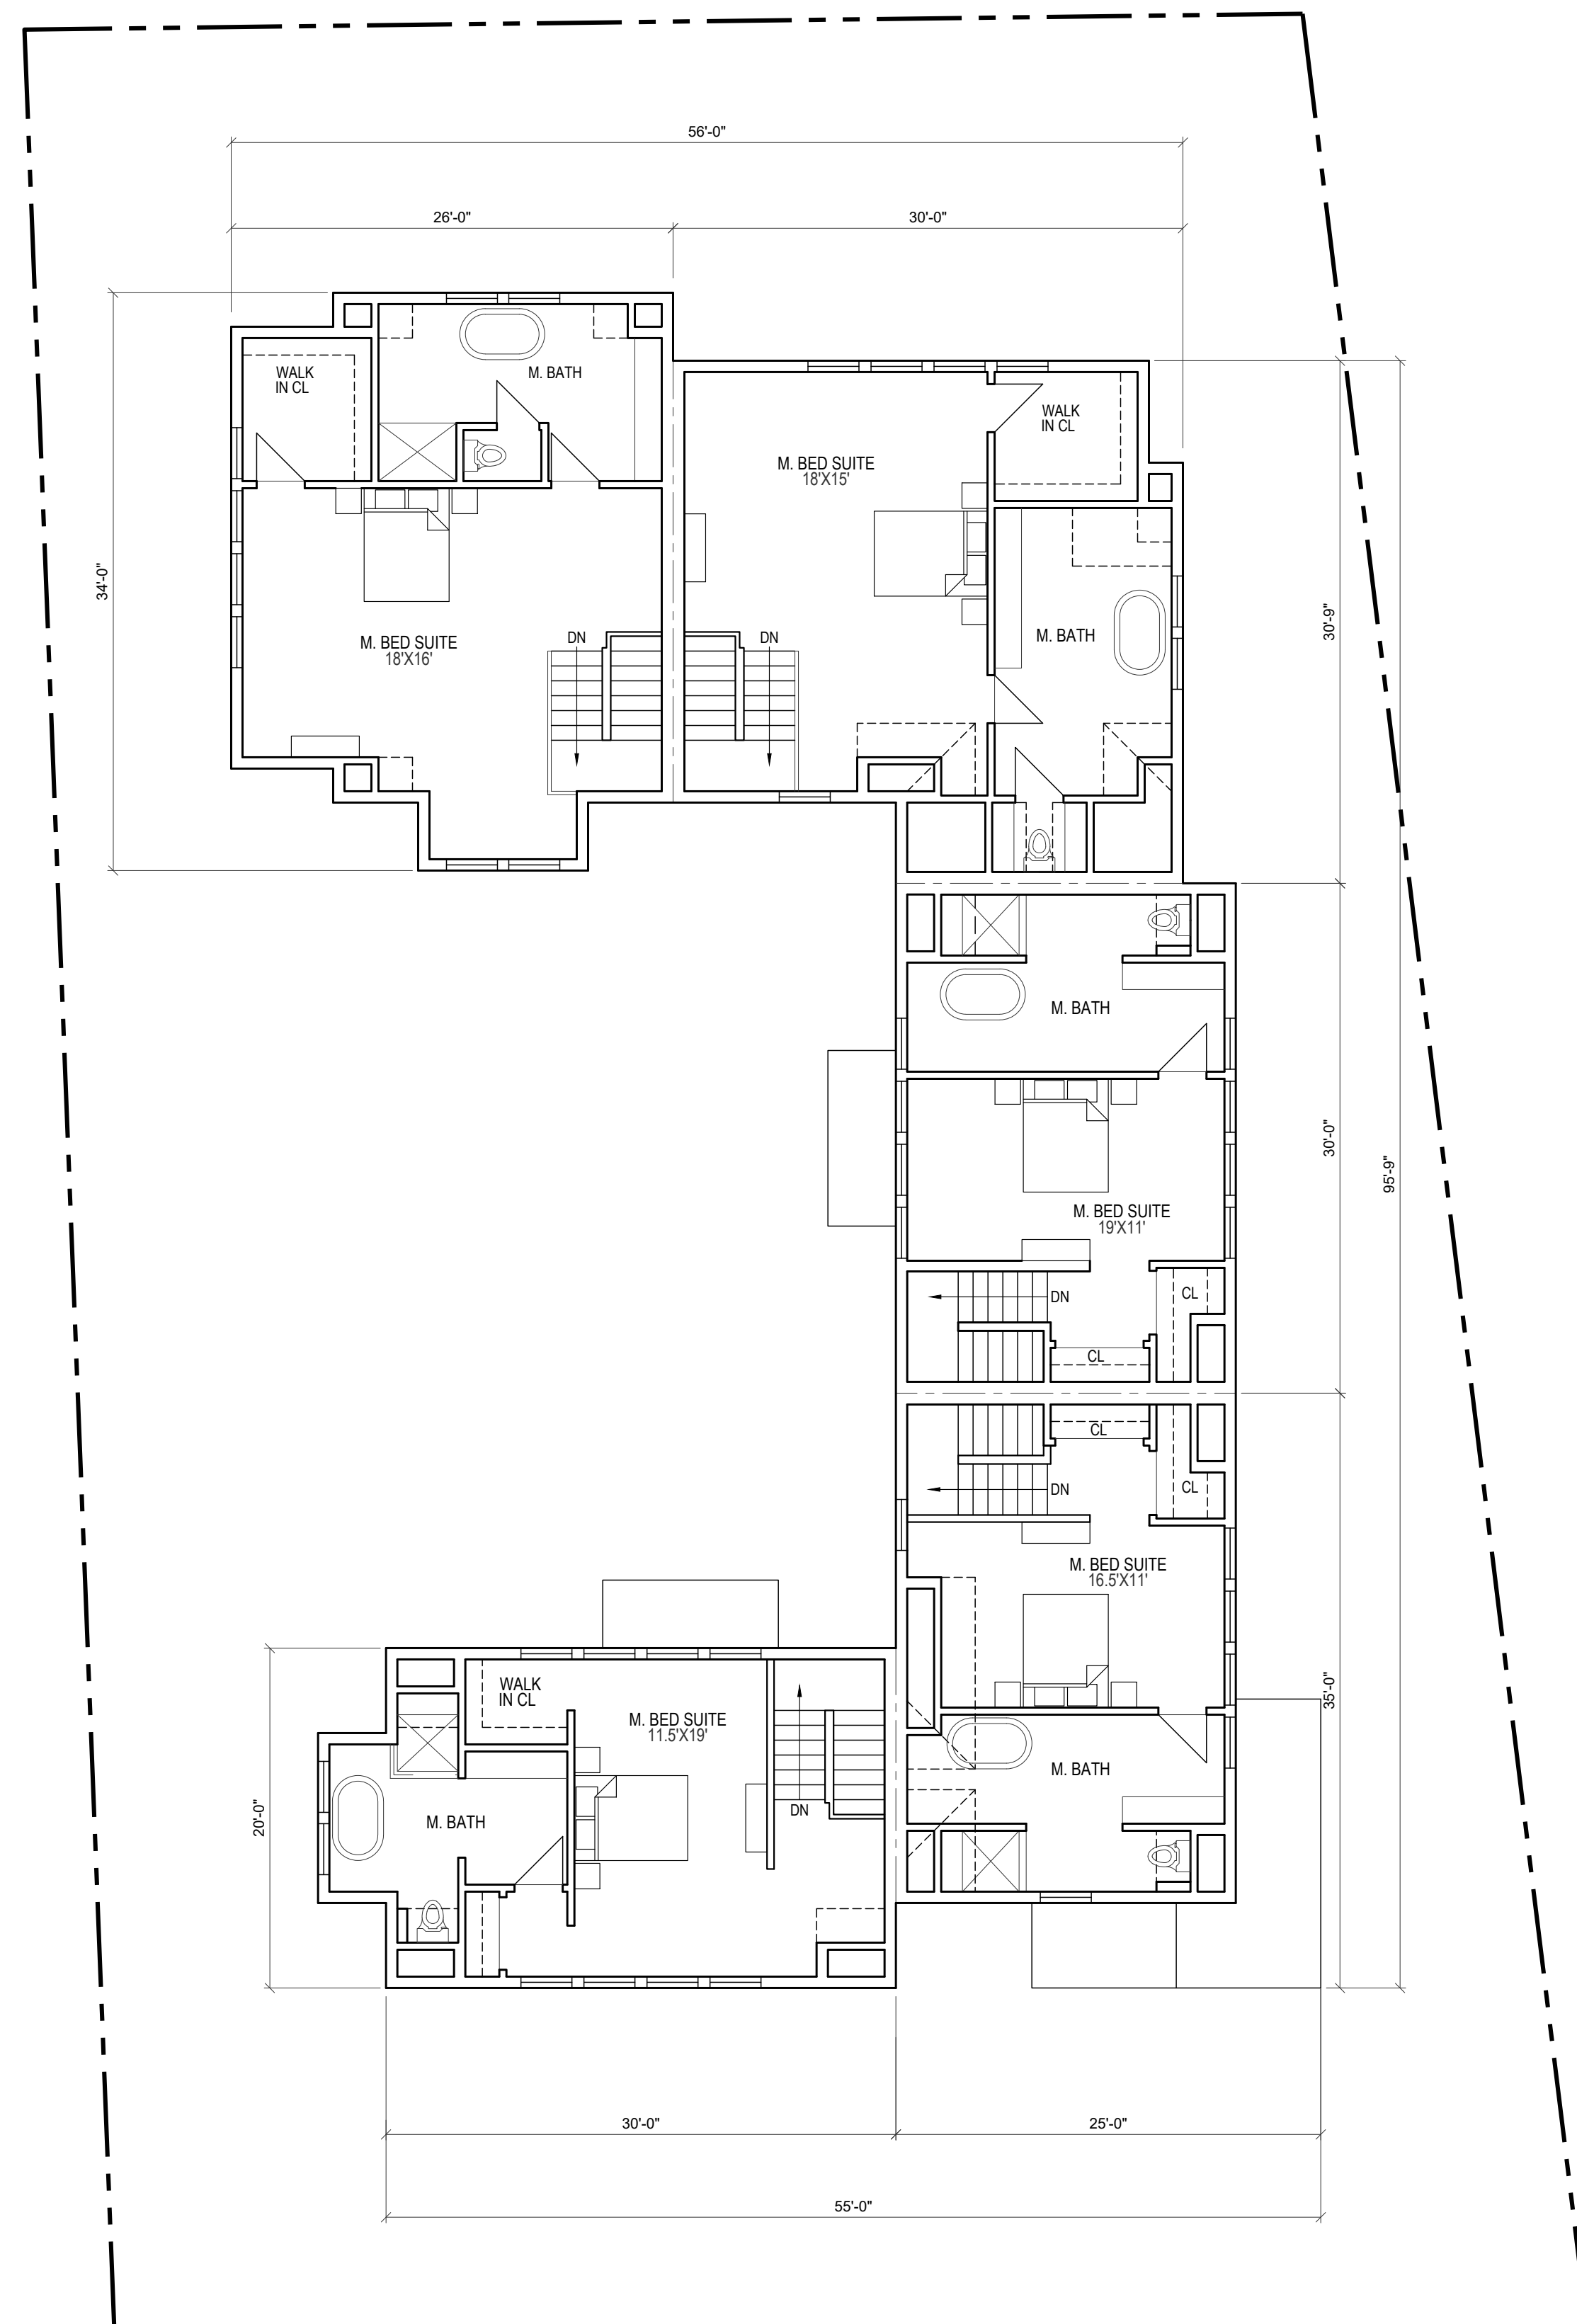 56'-0"
26'-0"
30'-0"
WALK
IN CL
M. BATH
WALK
IN CL
M. BED SUITE
18'X15'
34'-0"
M. BED SUITE
18'X16'
DN
DN
M. BATH
30'-9"
M. BATH
30'-0"
95'-9"
M. BED SUITE
19'X11'
DN
CL
CL
CL
DN
CL
M. BED SUITE
16.5'X11'
WALK
IN CL
M. BED SUITE
11.5'X19'
35'-0"
M. BATH
20'-0"
M. BATH
DN
30'-0"
25'-0"
55'-0"